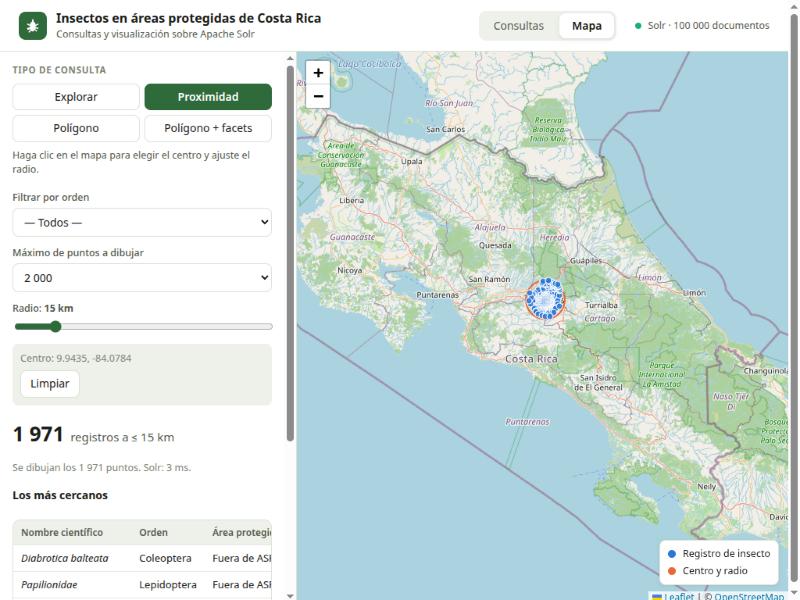 Insectos en áreas protegidas de Costa Rica
Consultas y visualización sobre Apache Solr
Consultas
Mapa
Solr · 100 000 documentos
TIPO DE CONSULTA
Explorar
Proximidad
Polígono
Polígono + facets
Haga clic en el mapa para elegir el centro y ajuste el
radio.
Filtrar por orden
— Todos —
Máximo de puntos a dibujar
2 000
Radio: 15 km
Centro: 9.9435, -84.0784
Limpiar
1 971 registros a ≤ 15 km
Se dibujan los 1 971 puntos. Solr: 3 ms.
Los más cercanos
Nombre científico
Orden
Área protegi
Diabrotica balteata
Coleoptera
Fuera de ASI
Papilionidae
Lepidoptera
Fuera de ASI
+
−
Lago Cocibolca
Río San Juan
San Carlos
Reserva
Biológica
Indio Maíz
Área de
Conservación
Guanacaste
Upala
Liberia
Guanacaste
Alajuela
Quesada
Heredia
Guápiles
Nicoya
San Ramón
Puntarenas
Limón
Limón
Turrialba
Cartago
Costa Rica
San Isidro
de El General
Parque
Internacional
La Amistad
Changuinola
Naso Tjër
Di
Bosque
Protecto
Palo Sec
Puntarenas
Neily
David
Registro de insecto
Centro y radio
Leaflet | © OpenStreetMap